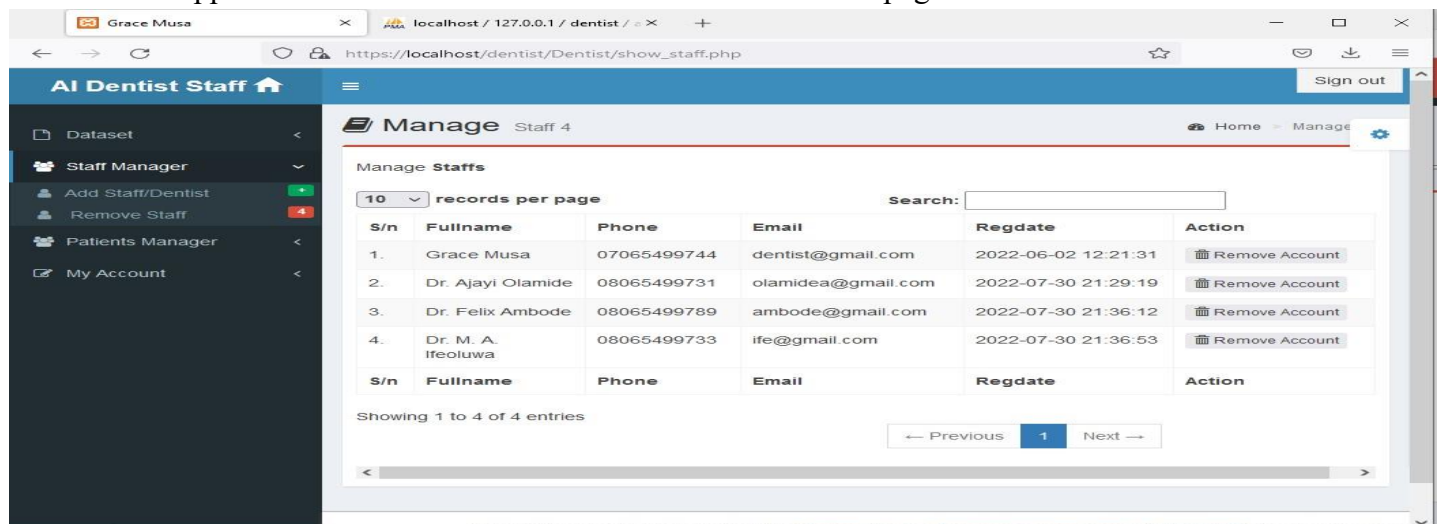 Grace Musa
localhost / 127.0.0.1 / dentist /
https://localhost/dentist/Dentist/show_staff.php
AI Dentist Staff
Sign out
Dataset
Staff Manager
Add Staff/Dentist +
Remove Staff 4
Patients Manager
My Account
Manage Staff 4
Home > Manage
Manage Staffs
10 records per page Search:
S/n Fullname Phone Email Regdate Action
1. Grace Musa 07065499744 dentist@gmail.com 2022-06-02 12:21:31 Remove Account
2. Dr. Ajayi Olamide 08065499731 olamidea@gmail.com 2022-07-30 21:29:19 Remove Account
3. Dr. Felix Ambode 08065499789 ambode@gmail.com 2022-07-30 21:36:12 Remove Account
4. Dr. M. A. Ifeoluwa 08065499733 ife@gmail.com 2022-07-30 21:36:53 Remove Account
S/n Fullname Phone Email Regdate Action
Showing 1 to 4 of 4 entries
← Previous 1 Next →